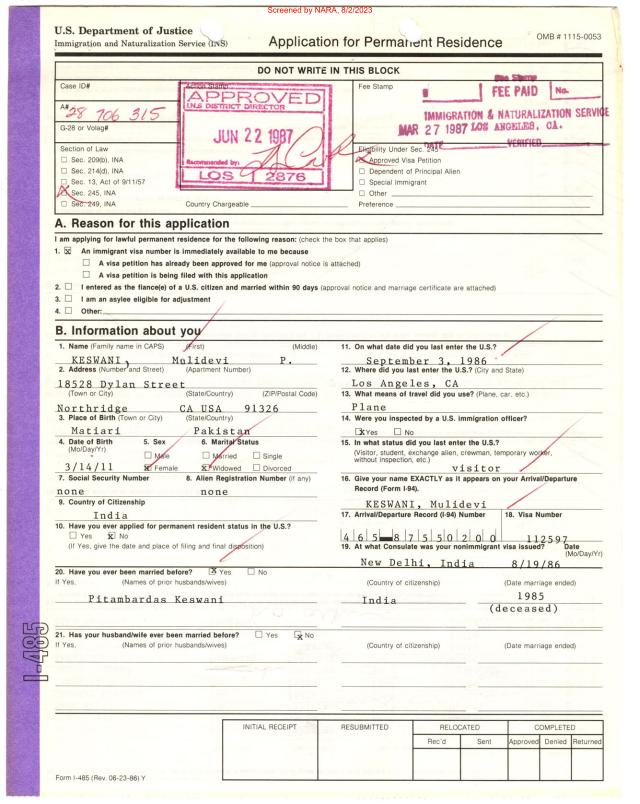 Screened by NARA, 8/2/2023
U.S. Department of Justice
Immigration and Naturalization Service (INS)
Application for Permanent Residence
OMB # 1115-0053
DO NOT WRITE IN THIS BLOCK
Case ID#
Action Stamp
Fee Stamp
Fee Stamp
FEE PAID
No.
APPROVED
I.N.S DISTRICT DIRECTOR
JUN 22 1987
Recommended by:
LOS 2876
A#
28 706 315
G-28 or Volag#
IMMIGRATION & NATURALIZATION SERVICE
MAR 27 1987 LOS ANGELES, CA.
DATE VERIFIED
Section of Law
☐ Sec. 209(b), INA
☐ Sec. 214(d), INA
☐ Sec. 13, Act of 9/11/57
☒ Sec. 245, INA
☐ Sec. 249, INA
Country Chargeable
Eligibility Under Sec. 245
☒ Approved Visa Petition
☐ Dependent of Principal Alien
☐ Special Immigrant
☐ Other
Preference
A. Reason for this application
I am applying for lawful permanent residence for the following reason: (check the box that applies)
1. ☒ An immigrant visa number is immediately available to me because
☐ A visa petition has already been approved for me (approval notice is attached)
☐ A visa petition is being filed with this application
2. ☐ I entered as the fiance(e) of a U.S. citizen and married within 90 days (approval notice and marriage certificate are attached)
3. ☐ I am an asylee eligible for adjustment
4. ☐ Other:
B. Information about you
1. Name (Family name in CAPS) (First) (Middle)
KESWANI, Mulidevi P.
2. Address (Number and Street) (Apartment Number)
18528 Dylan Street
(Town or City) (State/Country) (ZIP/Postal Code)
Northridge CA USA 91326
3. Place of Birth (Town or City) (State/Country)
Matiari Pakistan
4. Date of Birth (Mo/Day/Yr)
3/14/11
5. Sex
☐ Male
☒ Female
6. Marital Status
☐ Married ☐ Single
☒ Widowed ☐ Divorced
7. Social Security Number
none
8. Alien Registration Number (if any)
none
9. Country of Citizenship
India
10. Have you ever applied for permanent resident status in the U.S.?
☐ Yes ☒ No
(If Yes, give the date and place of filing and final disposition)
11. On what date did you last enter the U.S.?
September 3, 1986
12. Where did you last enter the U.S.? (City and State)
Los Angeles, CA
13. What means of travel did you use? (Plane, car. etc.)
Plane
14. Were you inspected by a U.S. immigration officer?
☒ Yes ☐ No
15. In what status did you last enter the U.S.?
(Visitor, student, exchange alien, crewman, temporary worker,
without inspection, etc.)
visitor
16. Give your name EXACTLY as it appears on your Arrival/Departure
Record (Form I-94).
KESWANI, Mulidevi
17. Arrival/Departure Record (I-94) Number
465-87550200
18. Visa Number
112597
19. At what Consulate was your nonimmigrant visa issued? Date
(Mo/Day/Yr)
New Delhi, India 8/19/86
20. Have you ever been married before? ☒ Yes ☐ No
If Yes, (Names of prior husbands/wives) (Country of citizenship) (Date marriage ended)
Pitambardas Keswani India 1985
(deceased)
21. Has your husband/wife ever been married before? ☐ Yes ☒ No
If Yes, (Names of prior husbands/wives) (Country of citizenship) (Date marriage ended)
I-485
INITIAL RECEIPT
RESUBMITTED
RELOCATED
COMPLETED
Rec'd
Sent
Approved
Denied
Returned
Form I-485 (Rev. 06-23-86) Y